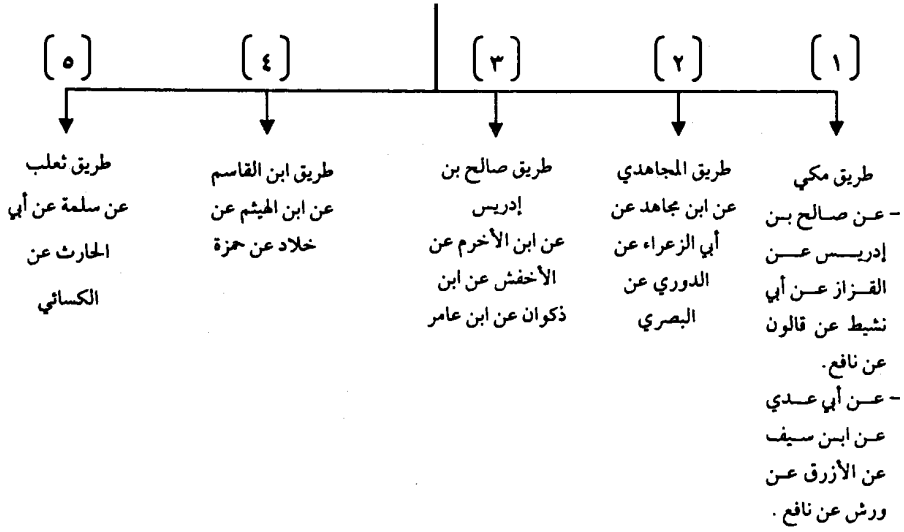 [١]
طريق مكي
- عن صالح بن
إدريس عن
القزاز عن أبي
نشيط عن قالون
عن نافع.
- عن أبي عدي
عن ابن سيف
عن الأزرق عن
ورش عن نافع .
[٢]
طريق المجاهدي
عن ابن مجاهد عن
أبي الزعراء عن
الدوري عن
البصري
[٣]
طريق صالح بن
إدريس
عن ابن الأخرم عن
الأخفش عن ابن
ذكوان عن ابن عامر
[٤]
طريق ابن القاسم
عن ابن الهيثم عن
خلاد عن حمزة
[٥]
طريق ثعلب
عن سلمة عن أبي
الحارث عن
الكسائي